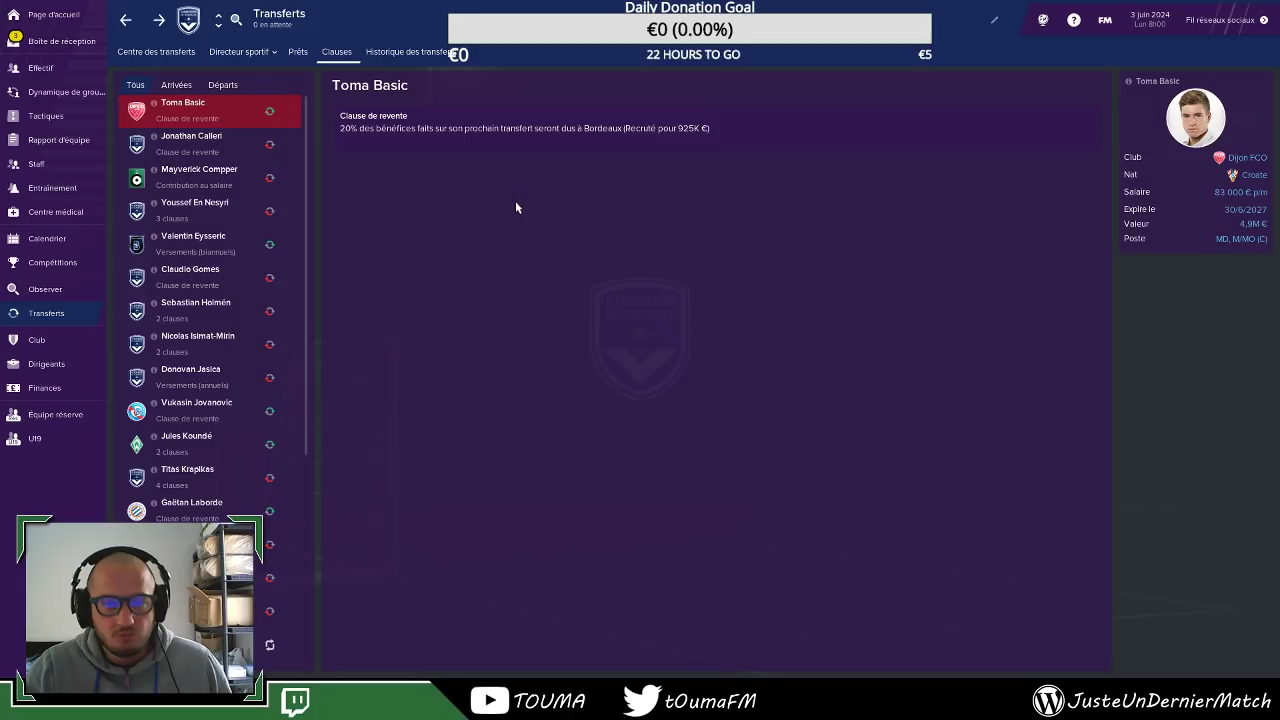 Daily Donation Goal
€0 (0.00%)
€0
22 HOURS TO GO
€5
Transferts
0 en attente
FM
3 juin 2024
Lun 8h00
Fil réseaux sociaux
Centre des transferts
Directeur sportif
Prêts
Clauses
Historique des transfer
Page d'accueil
3
Boîte de réception
Effectif
Dynamique de grou...
Tactiques
Rapport d'équipe
Staff
Entraînement
Centre médical
Calendrier
Compétitions
Observer
Transferts
Club
Dirigeants
Finances
Équipe réserve
U19
Tous
Arrivées
Départs
Toma Basic
Clause de revente
Jonathan Calleri
Clause de revente
Mayverick Compper
Contribution au salaire
Youssef En Nesyri
3 clauses
Valentin Eysseric
Versements (biannuels)
Claudio Gomes
Clause de revente
Sebastian Holmén
2 clauses
Nicolas Isimat-Mirin
2 clauses
Donovan Jasica
Versements (annuels)
Vukasin Jovanovic
Clause de revente
Jules Koundé
2 clauses
Titas Krapikas
4 clauses
Gaëtan Laborde
Clause de revente
Toma Basic
Clause de revente
20% des bénéfices faits sur son prochain transfert seront dus à Bordeaux (Recruté pour 925K €)
Toma Basic
Club
Dijon FCO
Nat
Croate
Salaire
83 000 € p/m
Expire le
30/6/2027
Valeur
4,9M €
Poste
MD, M/MO (C)
TOUMA
tOumaFM
JusteUnDernierMatch